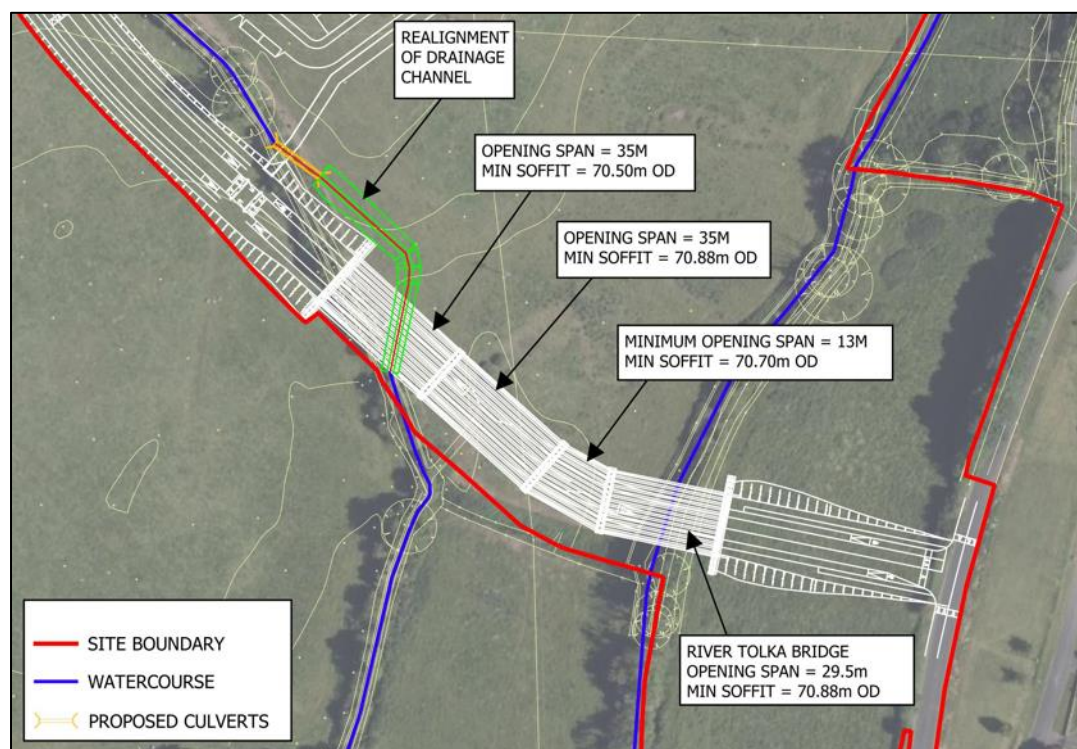 REALIGNMENT
OF DRAINAGE
CHANNEL
OPENING SPAN = 35M
MIN SOFFIT = 70.50m OD
OPENING SPAN = 35M
MIN SOFFIT = 70.88m OD
MINIMUM OPENING SPAN = 13M
MIN SOFFIT = 70.70m OD
RIVER TOLKA BRIDGE
OPENING SPAN = 29.5m
MIN SOFFIT = 70.88m OD
SITE BOUNDARY
WATERCOURSE
PROPOSED CULVERTS